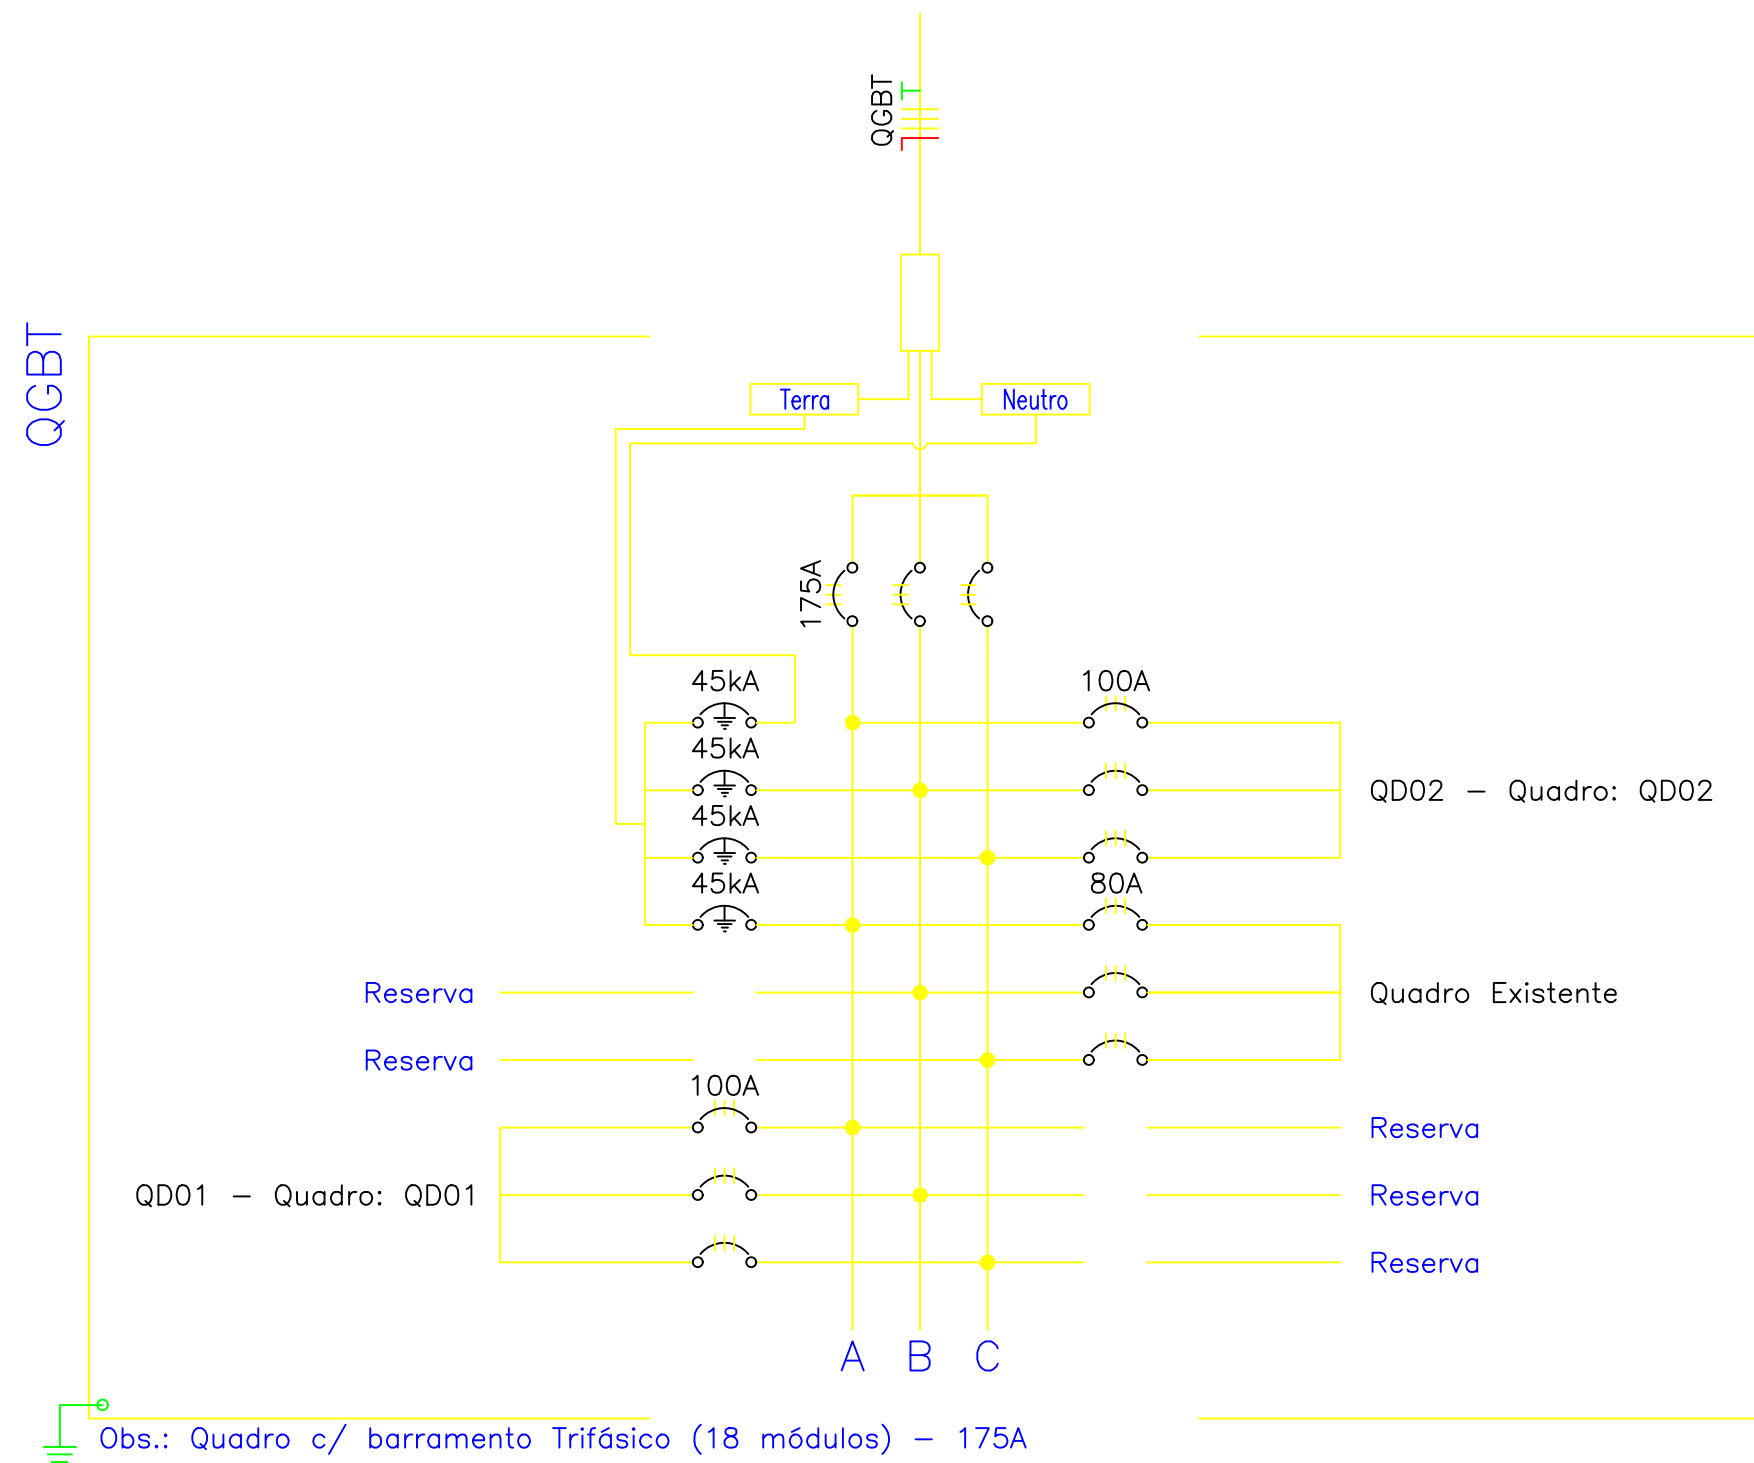 QGBT
QGBT
Terra
Neutro
175A
45kA
100A
45kA
QD02 - Quadro: QD02
45kA
45kA
80A
Reserva
Quadro Existente
Reserva
100A
Reserva
QD01 - Quadro: QD01
Reserva
Reserva
A B C
Obs.: Quadro c/ barramento Trifásico (18 módulos) - 175A